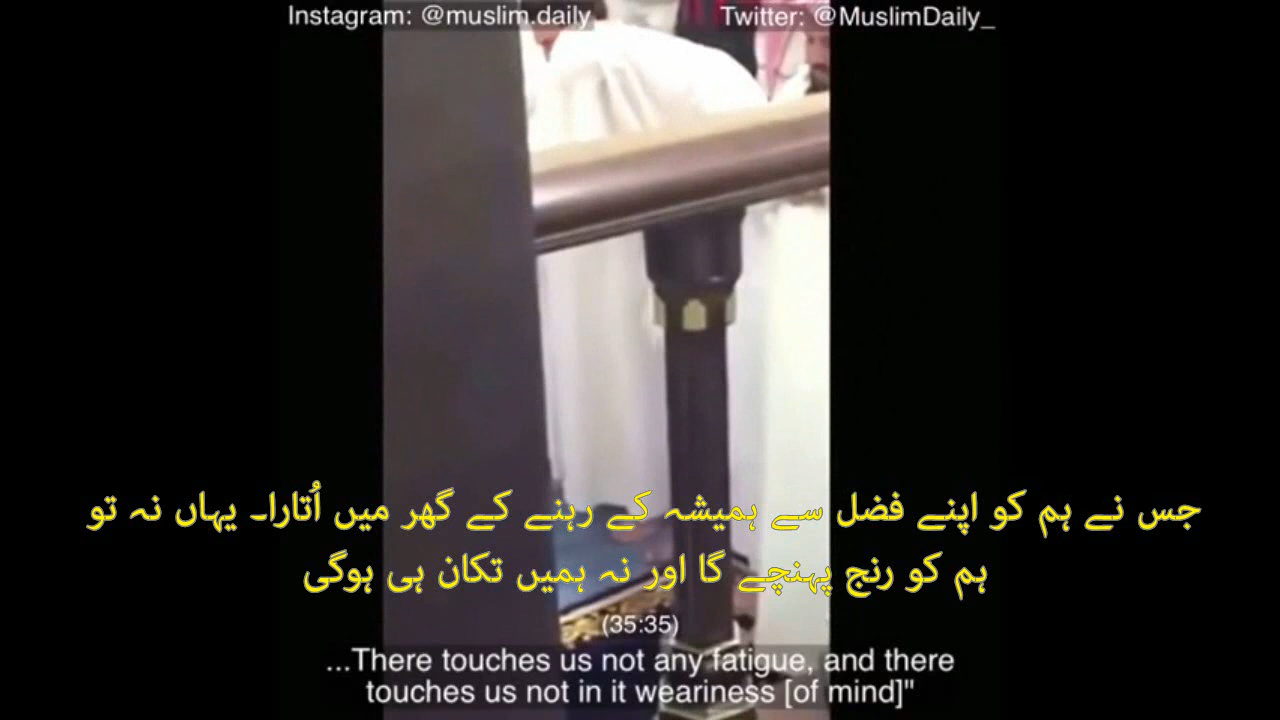 Instagram: @muslim.daily Twitter: @MuslimDaily_
جس نے ہم کو اپنے فضل سے ہمیشہ کے رہنے کے گھر میں اُتارا۔ یہاں نہ تو
ہم کو رنج پہنچے گا اور نہ ہمیں تکان ہی ہوگی
(35:35)
...There touches us not any fatigue, and there
touches us not in it weariness [of mind]"